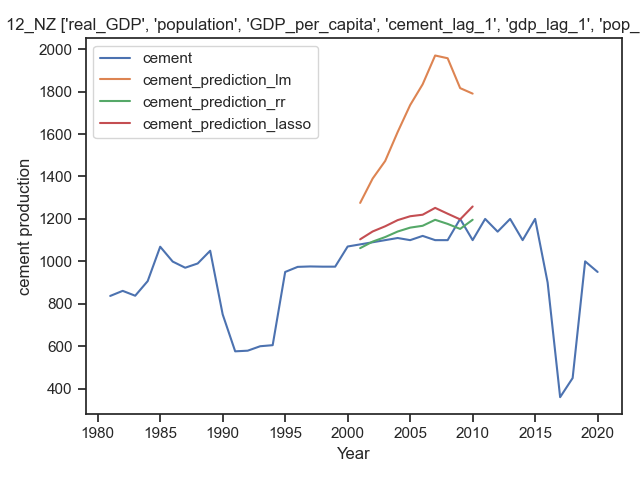 12_NZ ['real_GDP', 'population', 'GDP_per_capita', 'cement_lag_1', 'gdp_lag_1', 'pop_
cement
cement_prediction_lm
cement_prediction_rr
cement_prediction_lasso
cement production
2000
1800
1600
1400
1200
1000
800
600
400
1980 1985 1990 1995 2000 2005 2010 2015 2020
Year